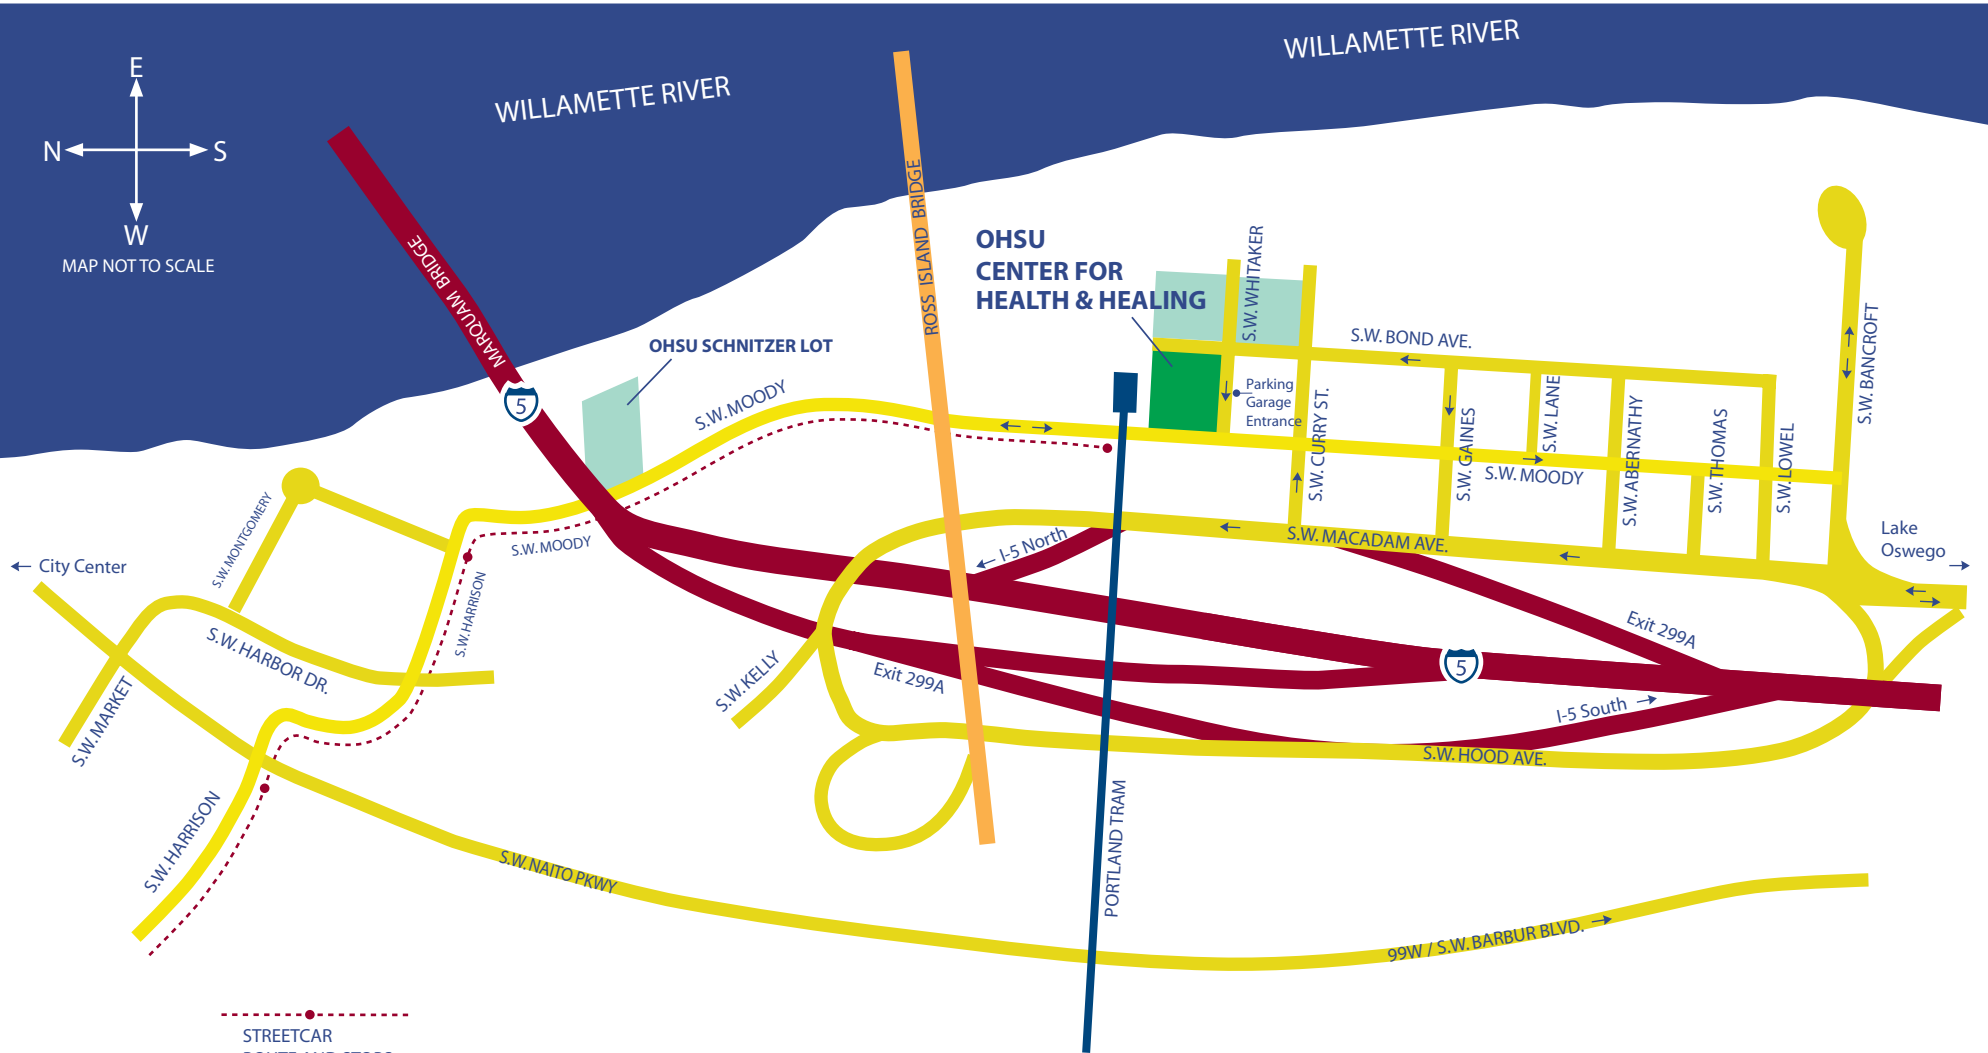 WILLAMETTE RIVER
WILLAMETTE RIVER
E
N
S
W
MAP NOT TO SCALE
MARQUAM BRIDGE
ROSS ISLAND BRIDGE
OHSU
CENTER FOR
HEALTH & HEALING
S.W. WHITAKER
S.W. BOND AVE.
OHSU SCHNITZER LOT
5
S.W. MOODY
Parking
Garage
Entrance
S.W. CURRY ST.
S.W. GAINES
S.W. LANE
S.W. ABERNATHY
S.W. THOMAS
S.W. LOWEL
S.W. BANCROFT
S.W. MOODY
S.W. MONTGOMERY
City Center
S.W. MOODY
S.W. HARRISON
I-5 North
S.W. MACADAM AVE.
Lake
Oswego
S.W. HARBOR DR.
S.W. MARKET
S.W. KELLY
Exit 299A
Exit 299A
5
I-5 South
S.W. HOOD AVE.
S.W. HARRISON
S.W. NAITO PKWY
PORTLAND TRAM
99W / S.W. BARBUR BLVD.
STREETCAR